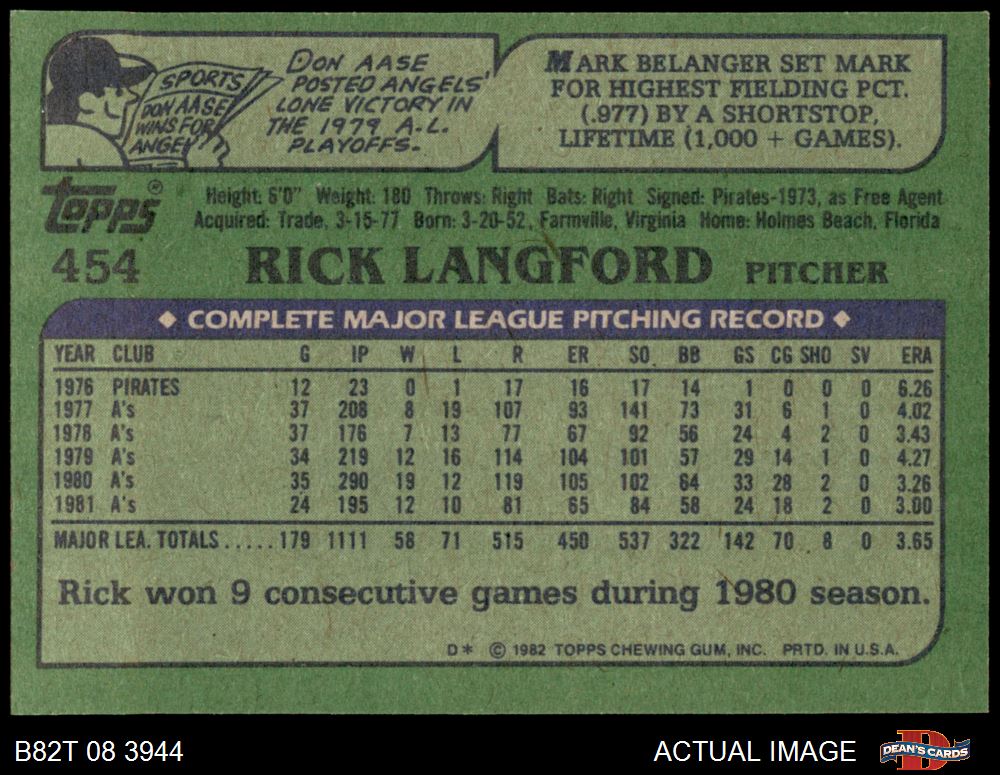 SPORTS
DON AASE
WINS FOR
ANGEL
DON AASE
POSTED ANGELS'
LONE VICTORY IN
THE 1979 A.L.
PLAYOFFS.
MARK BELANGER SET MARK
FOR HIGHEST FIELDING PCT.
(.977) BY A SHORTSTOP,
LIFETIME (1,000 + GAMES).
Topps®
Height: 6'0" Weight: 180 Throws: Right Bats: Right Signed: Pirates-1973, as Free Agent
Acquired: Trade, 3-15-77 Born: 3-20-52, Farmville, Virginia Home: Holmes Beach, Florida
454 RICK LANGFORD PITCHER
◆ COMPLETE MAJOR LEAGUE PITCHING RECORD ◆
YEAR CLUB G IP W L R ER SO BB GS CG SHO SV ERA
1976 PIRATES 12 23 0 1 17 16 17 14 1 0 0 0 6.26
1977 A's 37 208 8 19 107 93 141 73 31 6 1 0 4.02
1978 A's 37 176 7 13 77 67 92 56 24 4 2 0 3.43
1979 A's 34 219 12 16 114 104 101 57 29 14 1 0 4.27
1980 A's 35 290 19 12 119 105 102 64 33 28 2 0 3.26
1981 A's 24 195 12 10 81 65 84 58 24 18 2 0 3.00
MAJOR LEA. TOTALS.....179 1111 58 71 515 450 537 322 142 70 8 0 3.65
Rick won 9 consecutive games during 1980 season.
D* © 1982 TOPPS CHEWING GUM, INC. PRTD. IN U.S.A.
B82T 08 3944
ACTUAL IMAGE
D
DEAN'S CARDS